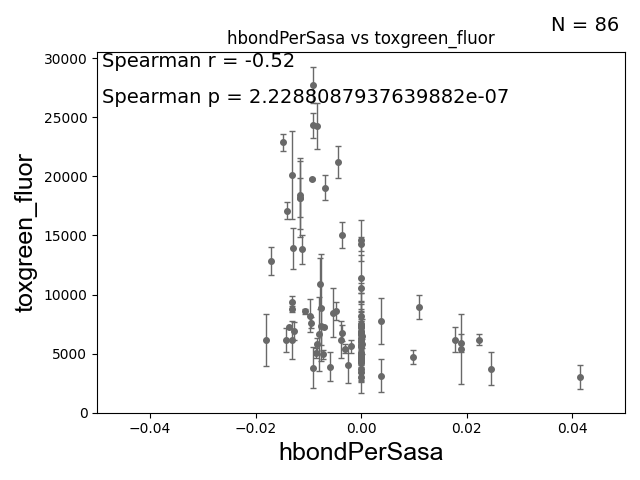 N = 86
hbondPerSasa vs toxgreen_fluor
Spearman r = -0.52
Spearman p = 2.2288087937639882e-07
toxgreen_fluor
30000
25000
20000
15000
10000
5000
0
−0.04 −0.02 0.00 0.02 0.04
hbondPerSasa